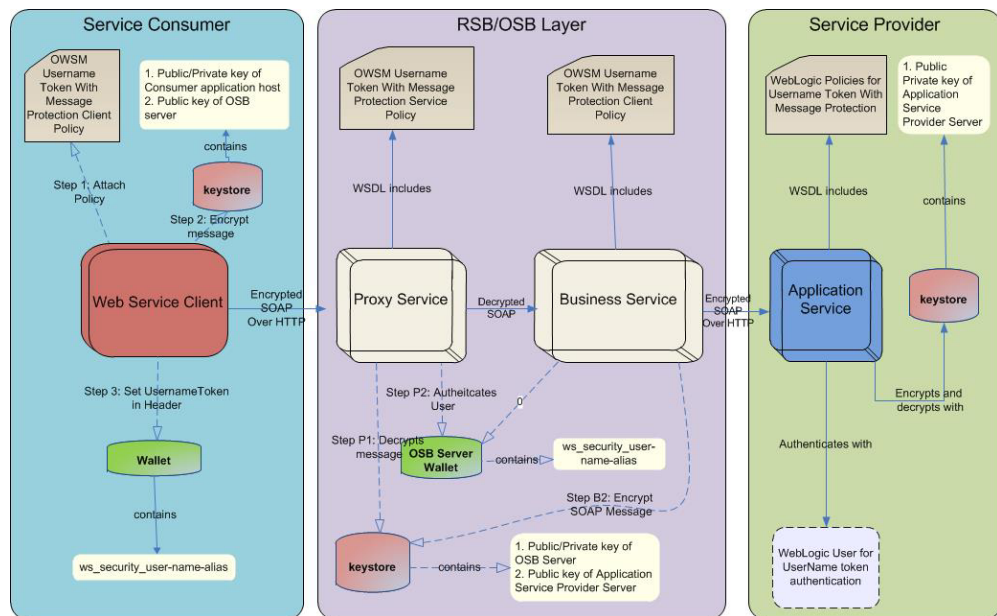 Service Consumer
OWSM
Username
Token With
Message
Protection Client
Policy
1. Public/Private key of
Consumer application host
2. Public key of OSB
server
contains
keystore
Step 1: Attach
Policy
Step 2: Encrypt
message
Web Service Client
Encrypted
SOAP
Over HTTP
Step 3: Set UsernameToken
in Header
Wallet
contains
ws_security_user-name-alias
RSB/OSB Layer
OWSM Username
Token With Message
Protection Service
Policy
OWSM Username
Token With Message
Protection Client
Policy
WSDL includes
WSDL includes
Proxy Service
Decrypted
SOAP
Business Service
Encrypted
SOAP
Over HTTP
Step P2: Autheitcates
User
0
Step P1: Decrypts
message
OSB Server
Wallet
contains
ws_security_user-
name-alias
Step B2: Encrypt
SOAP Message
keystore
contains
1. Public/Private key of
OSB Server
2. Public key of Application
Service Provider Server
Service Provider
WebLogic Policies for
Username Token With
Message Protection
1. Public
Private key of
Application
Service
Provider Server
WSDL includes
contains
Application
Service
keystore
Encrypts and
decrypts with
Authenticates with
WebLogic User for
UserName token
authentication